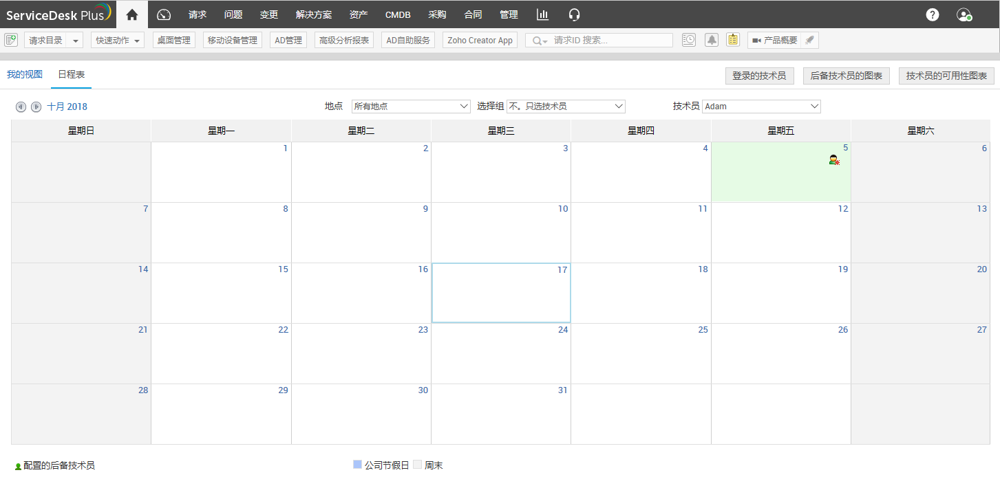 ServiceDesk Plus 请求 问题 变更 解决方案 资产 CMDB 采购 合同 管理 ?
请求目录 快速动作 桌面管理 移动设备管理 AD管理 高级分析报表 AD自助服务 Zoho Creator App 请求ID 搜索... 产品概要
我的视图 日程表 登录的技术员 后备技术员的图表 技术员的可用性图表
十月 2018 地点 所有地点 选择组 不。只选技术员 技术员 Adam
星期日 星期一 星期二 星期三 星期四 星期五 星期六
1 2 3 4 5 6
7 8 9 10 11 12 13
14 15 16 17 18 19 20
21 22 23 24 25 26 27
28 29 30 31
配置的后备技术员 公司节假日 周末